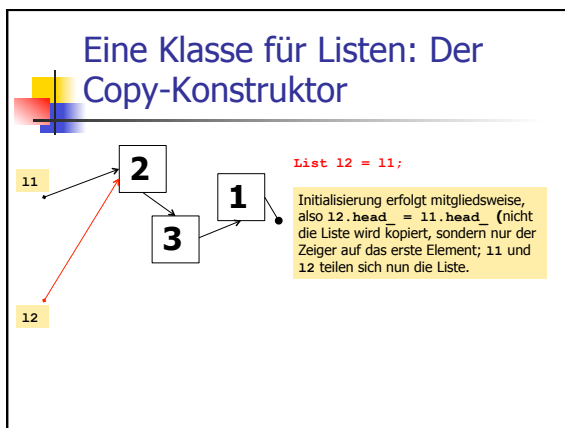 Eine Klasse für Listen: Der
Copy-Konstruktor
l1
2
3
1
l2
List l2 = l1;
Initialisierung erfolgt mitgliedsweise,
also l2.head_ = l1.head_ (nicht
die Liste wird kopiert, sondern nur der
Zeiger auf das erste Element; l1 und
l2 teilen sich nun die Liste.